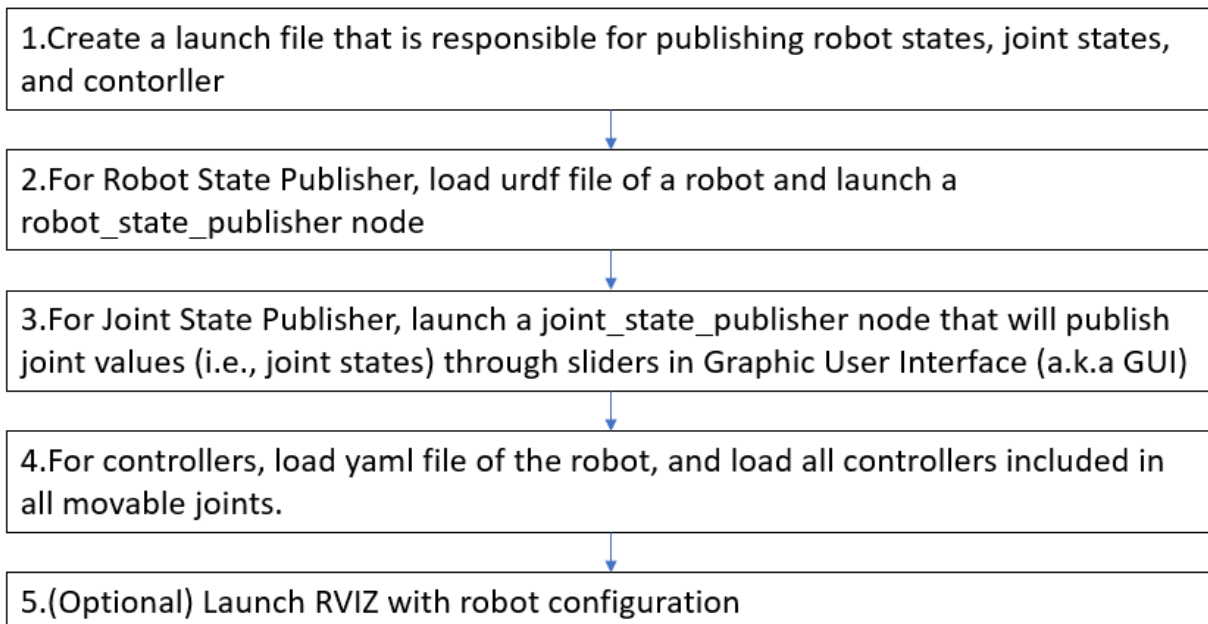 1.Create a launch file that is responsible for publishing robot states, joint states,
and contorller
2.For Robot State Publisher, load urdf file of a robot and launch a
robot_state_publisher node
3.For Joint State Publisher, launch a joint_state_publisher node that will publish
joint values (i.e., joint states) through sliders in Graphic User Interface (a.k.a GUI)
4.For controllers, load yaml file of the robot, and load all controllers included in
all movable joints.
5.(Optional) Launch RVIZ with robot configuration